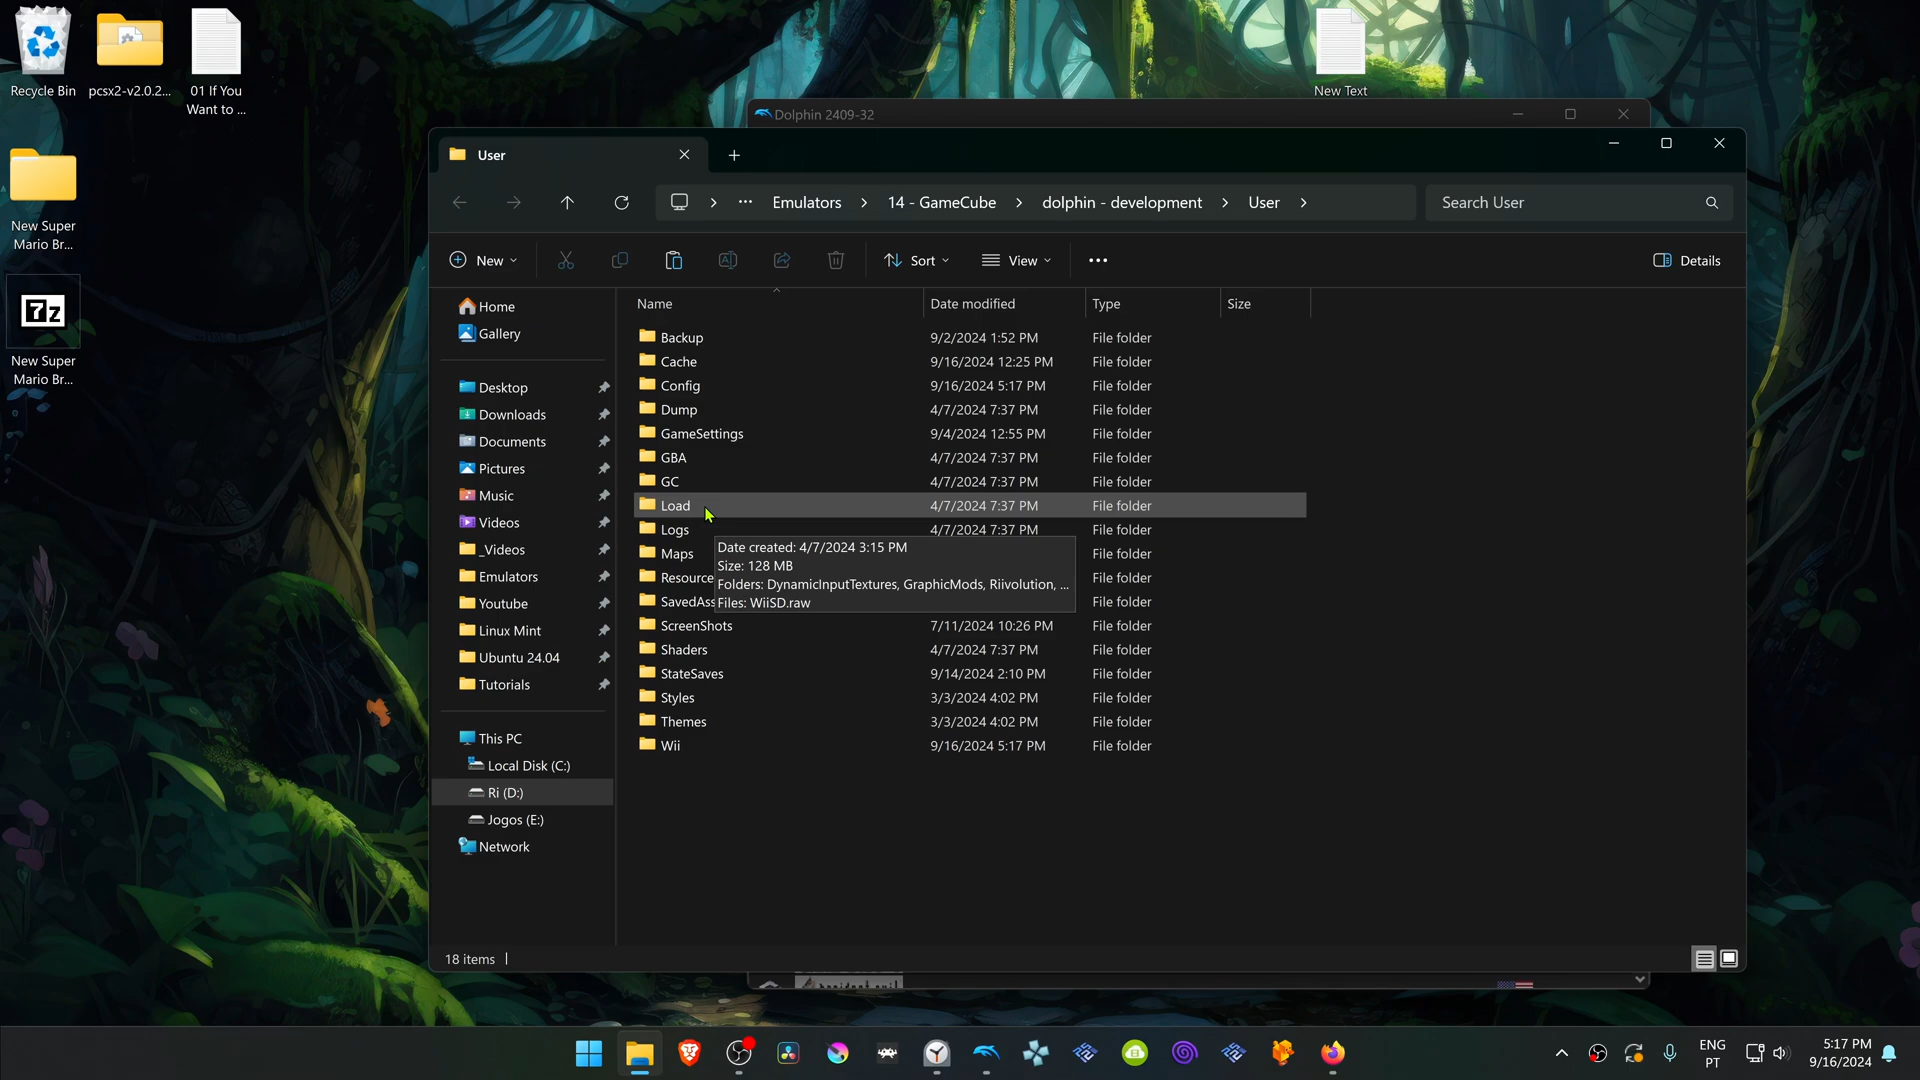 Recycle Bin
pcsx2-v2.0.2...
01 If You
Want to ...
New Super
Mario Br...
7z
New Super
Mario Br...
New Text
Dolphin 2409-32
User
Emulators
14 - GameCube
dolphin - development
User
Search User
New
Sort
View
Details
Name
Date modified
Type
Size
Home
Gallery
Desktop
Downloads
Documents
Pictures
Music
Videos
_Videos
Emulators
Youtube
Linux Mint
Ubuntu 24.04
Tutorials
This PC
Local Disk (C:)
Ri (D:)
Jogos (E:)
Network
Backup 9/2/2024 1:52 PM File folder
Cache 9/16/2024 12:25 PM File folder
Config 9/16/2024 5:17 PM File folder
Dump 4/7/2024 7:37 PM File folder
GameSettings 9/4/2024 12:55 PM File folder
GBA 4/7/2024 7:37 PM File folder
GC 4/7/2024 7:37 PM File folder
Load 4/7/2024 7:37 PM File folder
Logs 4/7/2024 7:37 PM File folder
Maps File folder
Resource File folder
SavedAss File folder
Date created: 4/7/2024 3:15 PM
Size: 128 MB
Folders: DynamicInputTextures, GraphicMods, Riivolution, ...
Files: WiiSD.raw
ScreenShots 7/11/2024 10:26 PM File folder
Shaders 4/7/2024 7:37 PM File folder
StateSaves 9/14/2024 2:10 PM File folder
Styles 3/3/2024 4:02 PM File folder
Themes 3/3/2024 4:02 PM File folder
Wii 9/16/2024 5:17 PM File folder
18 items
ENG
PT
5:17 PM
9/16/2024